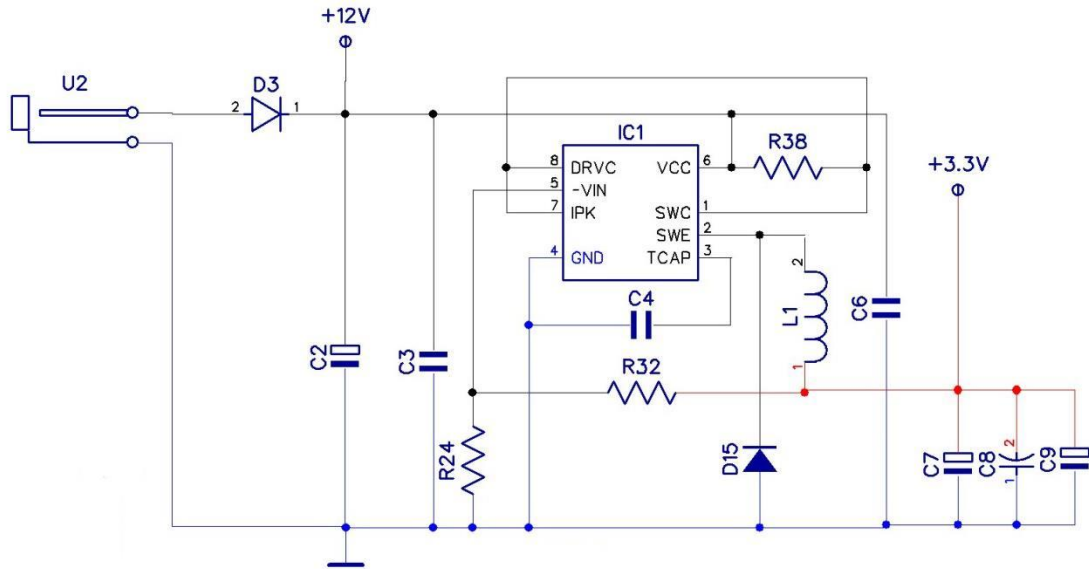 +12V
U2
D3
2
1
IC1
R38
+3.3V
8 DRVC VCC 6
5 -VIN
7 IPK SWC 1
SWE 2
4 GND TCAP 3
2
C4
L1
C6
C2
C3
R32
1
R24
D15
C7
C8
2
1
C9